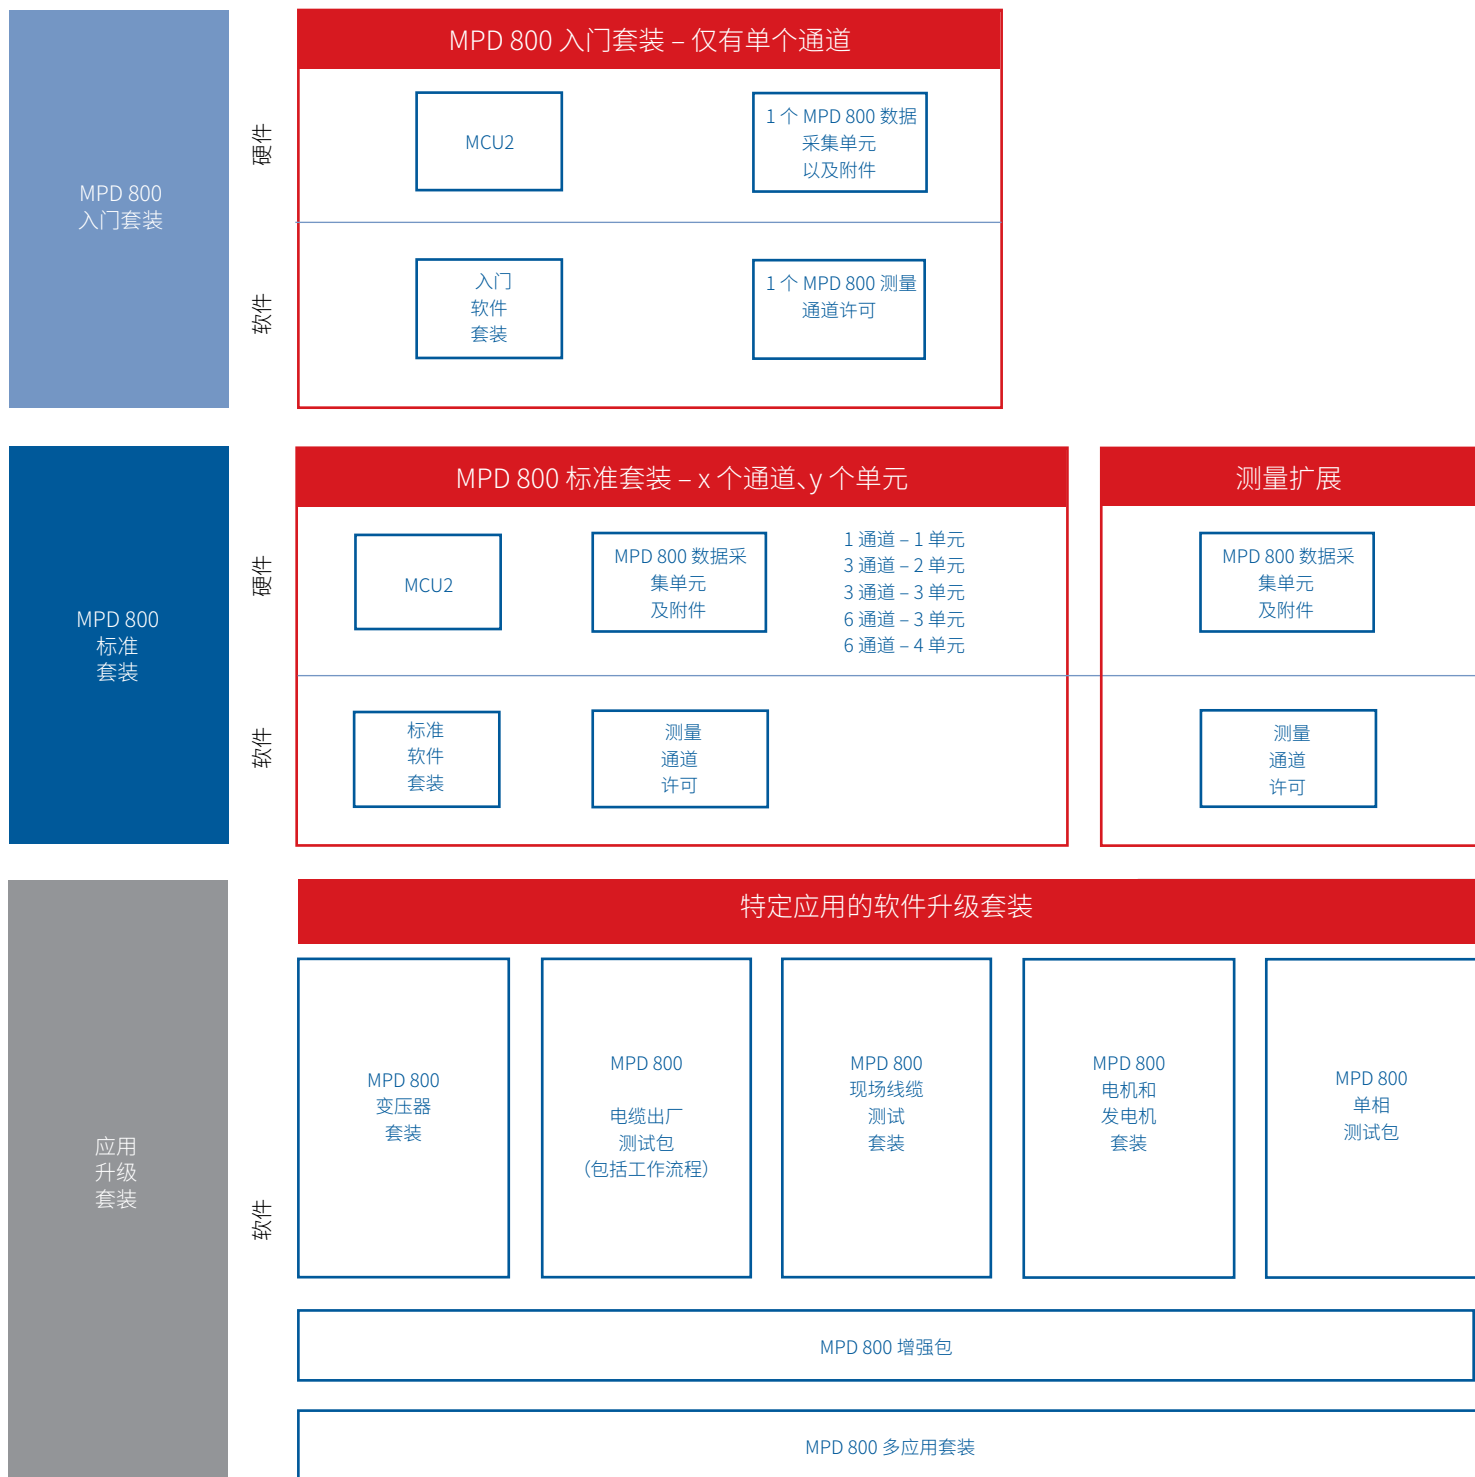 MPD 800
入门套装
MPD 800 入门套装 – 仅有单个通道
硬件
MCU2
1 个 MPD 800 数据
采集单元
以及附件
软件
入门
软件
套装
1 个 MPD 800 测量
通道许可
MPD 800
标准
套装
MPD 800 标准套装 – x 个通道、y 个单元
硬件
MCU2
MPD 800 数据采
集单元
及附件
1 通道 – 1 单元
3 通道 – 2 单元
3 通道 – 3 单元
6 通道 – 3 单元
6 通道 – 4 单元
软件
标准
软件
套装
测量
通道
许可
测量扩展
MPD 800 数据采
集单元
及附件
测量
通道
许可
应用
升级
套装
特定应用的软件升级套装
软件
MPD 800
变压器
套装
MPD 800
电缆出厂
测试包
（包括工作流程）
MPD 800
现场线缆
测试
套装
MPD 800
电机和
发电机
套装
MPD 800
单相
测试包
MPD 800 增强包
MPD 800 多应用套装